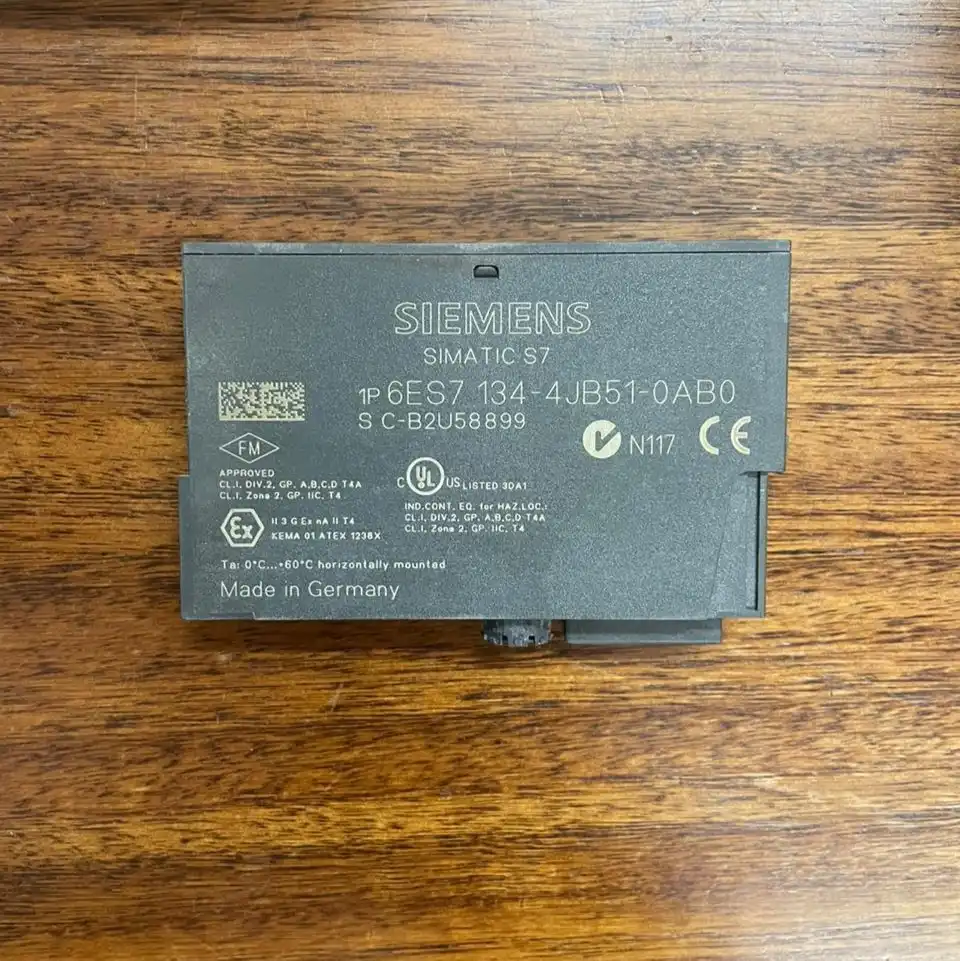 SIEMENS
SIMATIC S7
1P 6ES7 134-4JB51-0AB0
S C-B2U58899
N117 CE
FM
APPROVED
CL.I, DIV.2, GP. A,B,C,D T4A
CL.I, Zone 2, GP. IIC, T4
C UL US LISTED 30A1
IND.CONT. EQ. for HAZ.LOC.:
CL.I, DIV.2, GP. A,B,C,D T4A
CL.I, Zone 2, GP. IIC, T4
Ex II 3 G Ex nA II T4
KEMA 01 ATEX 1238X
Ta: 0°C...+60°C horizontally mounted
Made in Germany